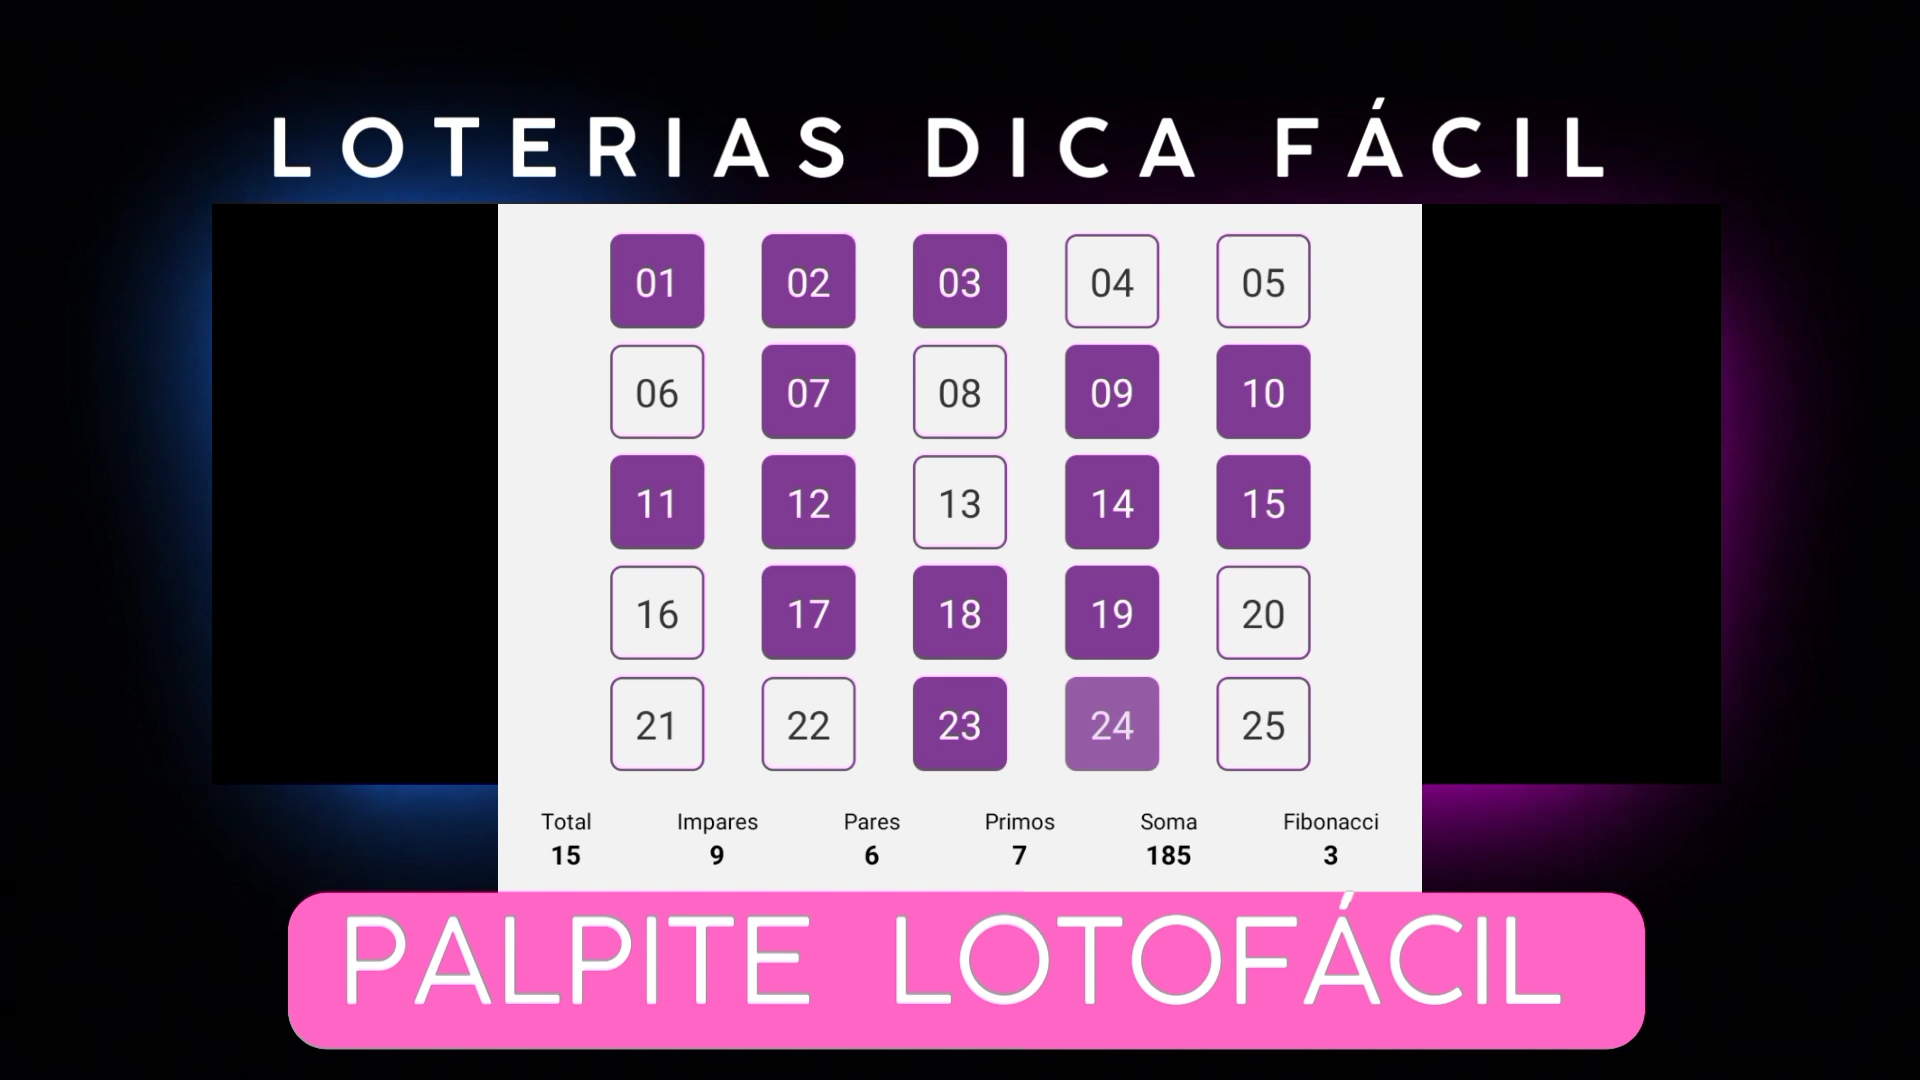 LOTERIAS DICA FÁCIL
01 02 03 04 05
06 07 08 09 10
11 12 13 14 15
16 17 18 19 20
21 22 23 24 25
Total Impares Pares Primos Soma Fibonacci
15 9 6 7 185 3
PALPITE LOTOFÁCIL